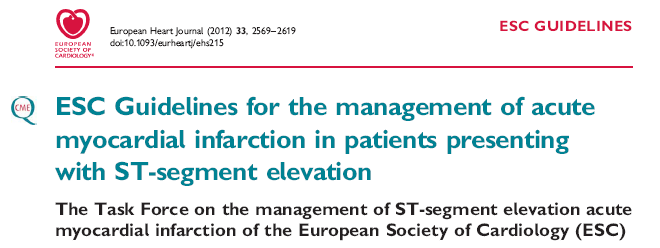 European Heart Journal (2012) 33, 2569–2619
doi:10.1093/eurheartj/ehs215
ESC GUIDELINES
EUROPEAN
SOCIETY OF
CARDIOLOGY®
CME
ESC Guidelines for the management of acute
myocardial infarction in patients presenting
with ST-segment elevation
The Task Force on the management of ST-segment elevation acute
myocardial infarction of the European Society of Cardiology (ESC)